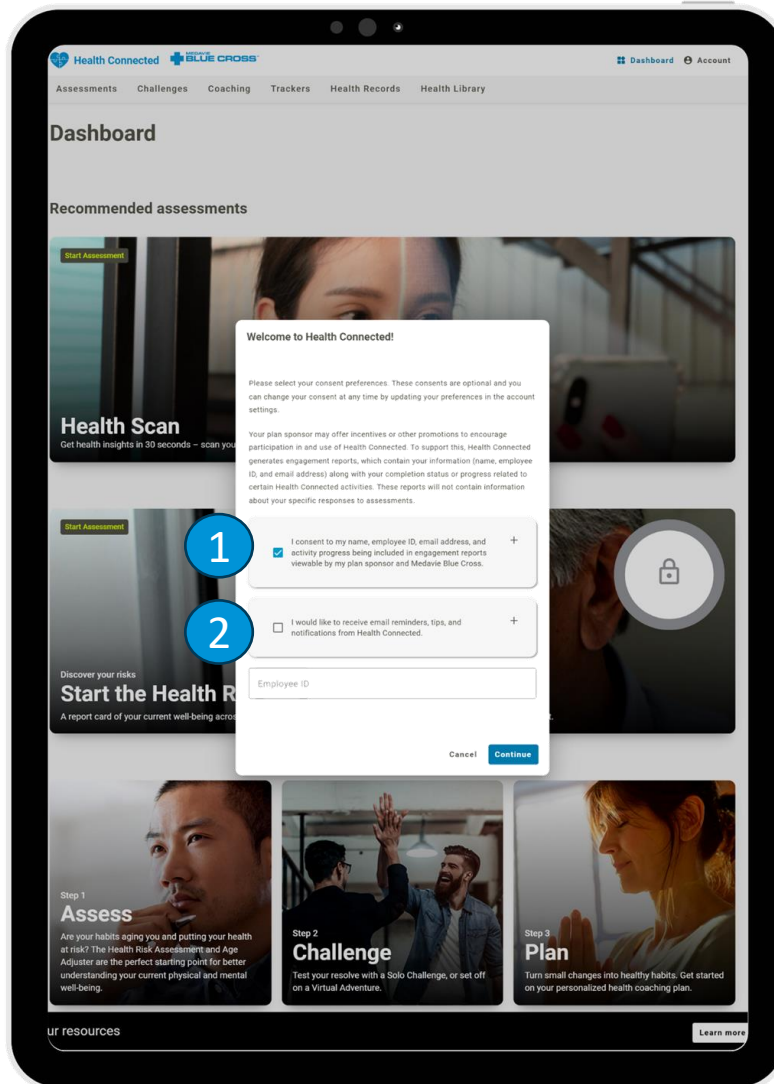 Health Connected MEDAVIE BLUE CROSS
Dashboard Account
Assessments Challenges Coaching Trackers Health Records Health Library
Dashboard
Recommended assessments
Start Assessment
Health Scan
Get health insights in 30 seconds – scan you
Welcome to Health Connected!
Please select your consent preferences. These consents are optional and you
can change your consent at any time by updating your preferences in the account
settings.
Your plan sponsor may offer incentives or other promotions to encourage
participation in and use of Health Connected. To support this, Health Connected
generates engagement reports, which contain your information (name, employee
ID, and email address) along with your completion status or progress related to
certain Health Connected activities. These reports will not contain information
about your specific responses to assessments.
1
I consent to my name, employee ID, email address, and
activity progress being included in engagement reports
viewable by my plan sponsor and Medavie Blue Cross.
+
2
I would like to receive email reminders, tips, and
notifications from Health Connected.
+
Employee ID
Cancel Continue
Start Assessment
Discover your risks
Start the Health R
A report card of your current well-being acros
t.
Step 1
Assess
Are your habits aging you and putting your health
at risk? The Health Risk Assessment and Age
Adjuster are the perfect starting point for better
understanding your current physical and mental
well-being.
Step 2
Challenge
Test your resolve with a Solo Challenge, or set off
on a Virtual Adventure.
Step 3
Plan
Turn small changes into healthy habits. Get started
on your personalized health coaching plan.
ur resources
Learn more